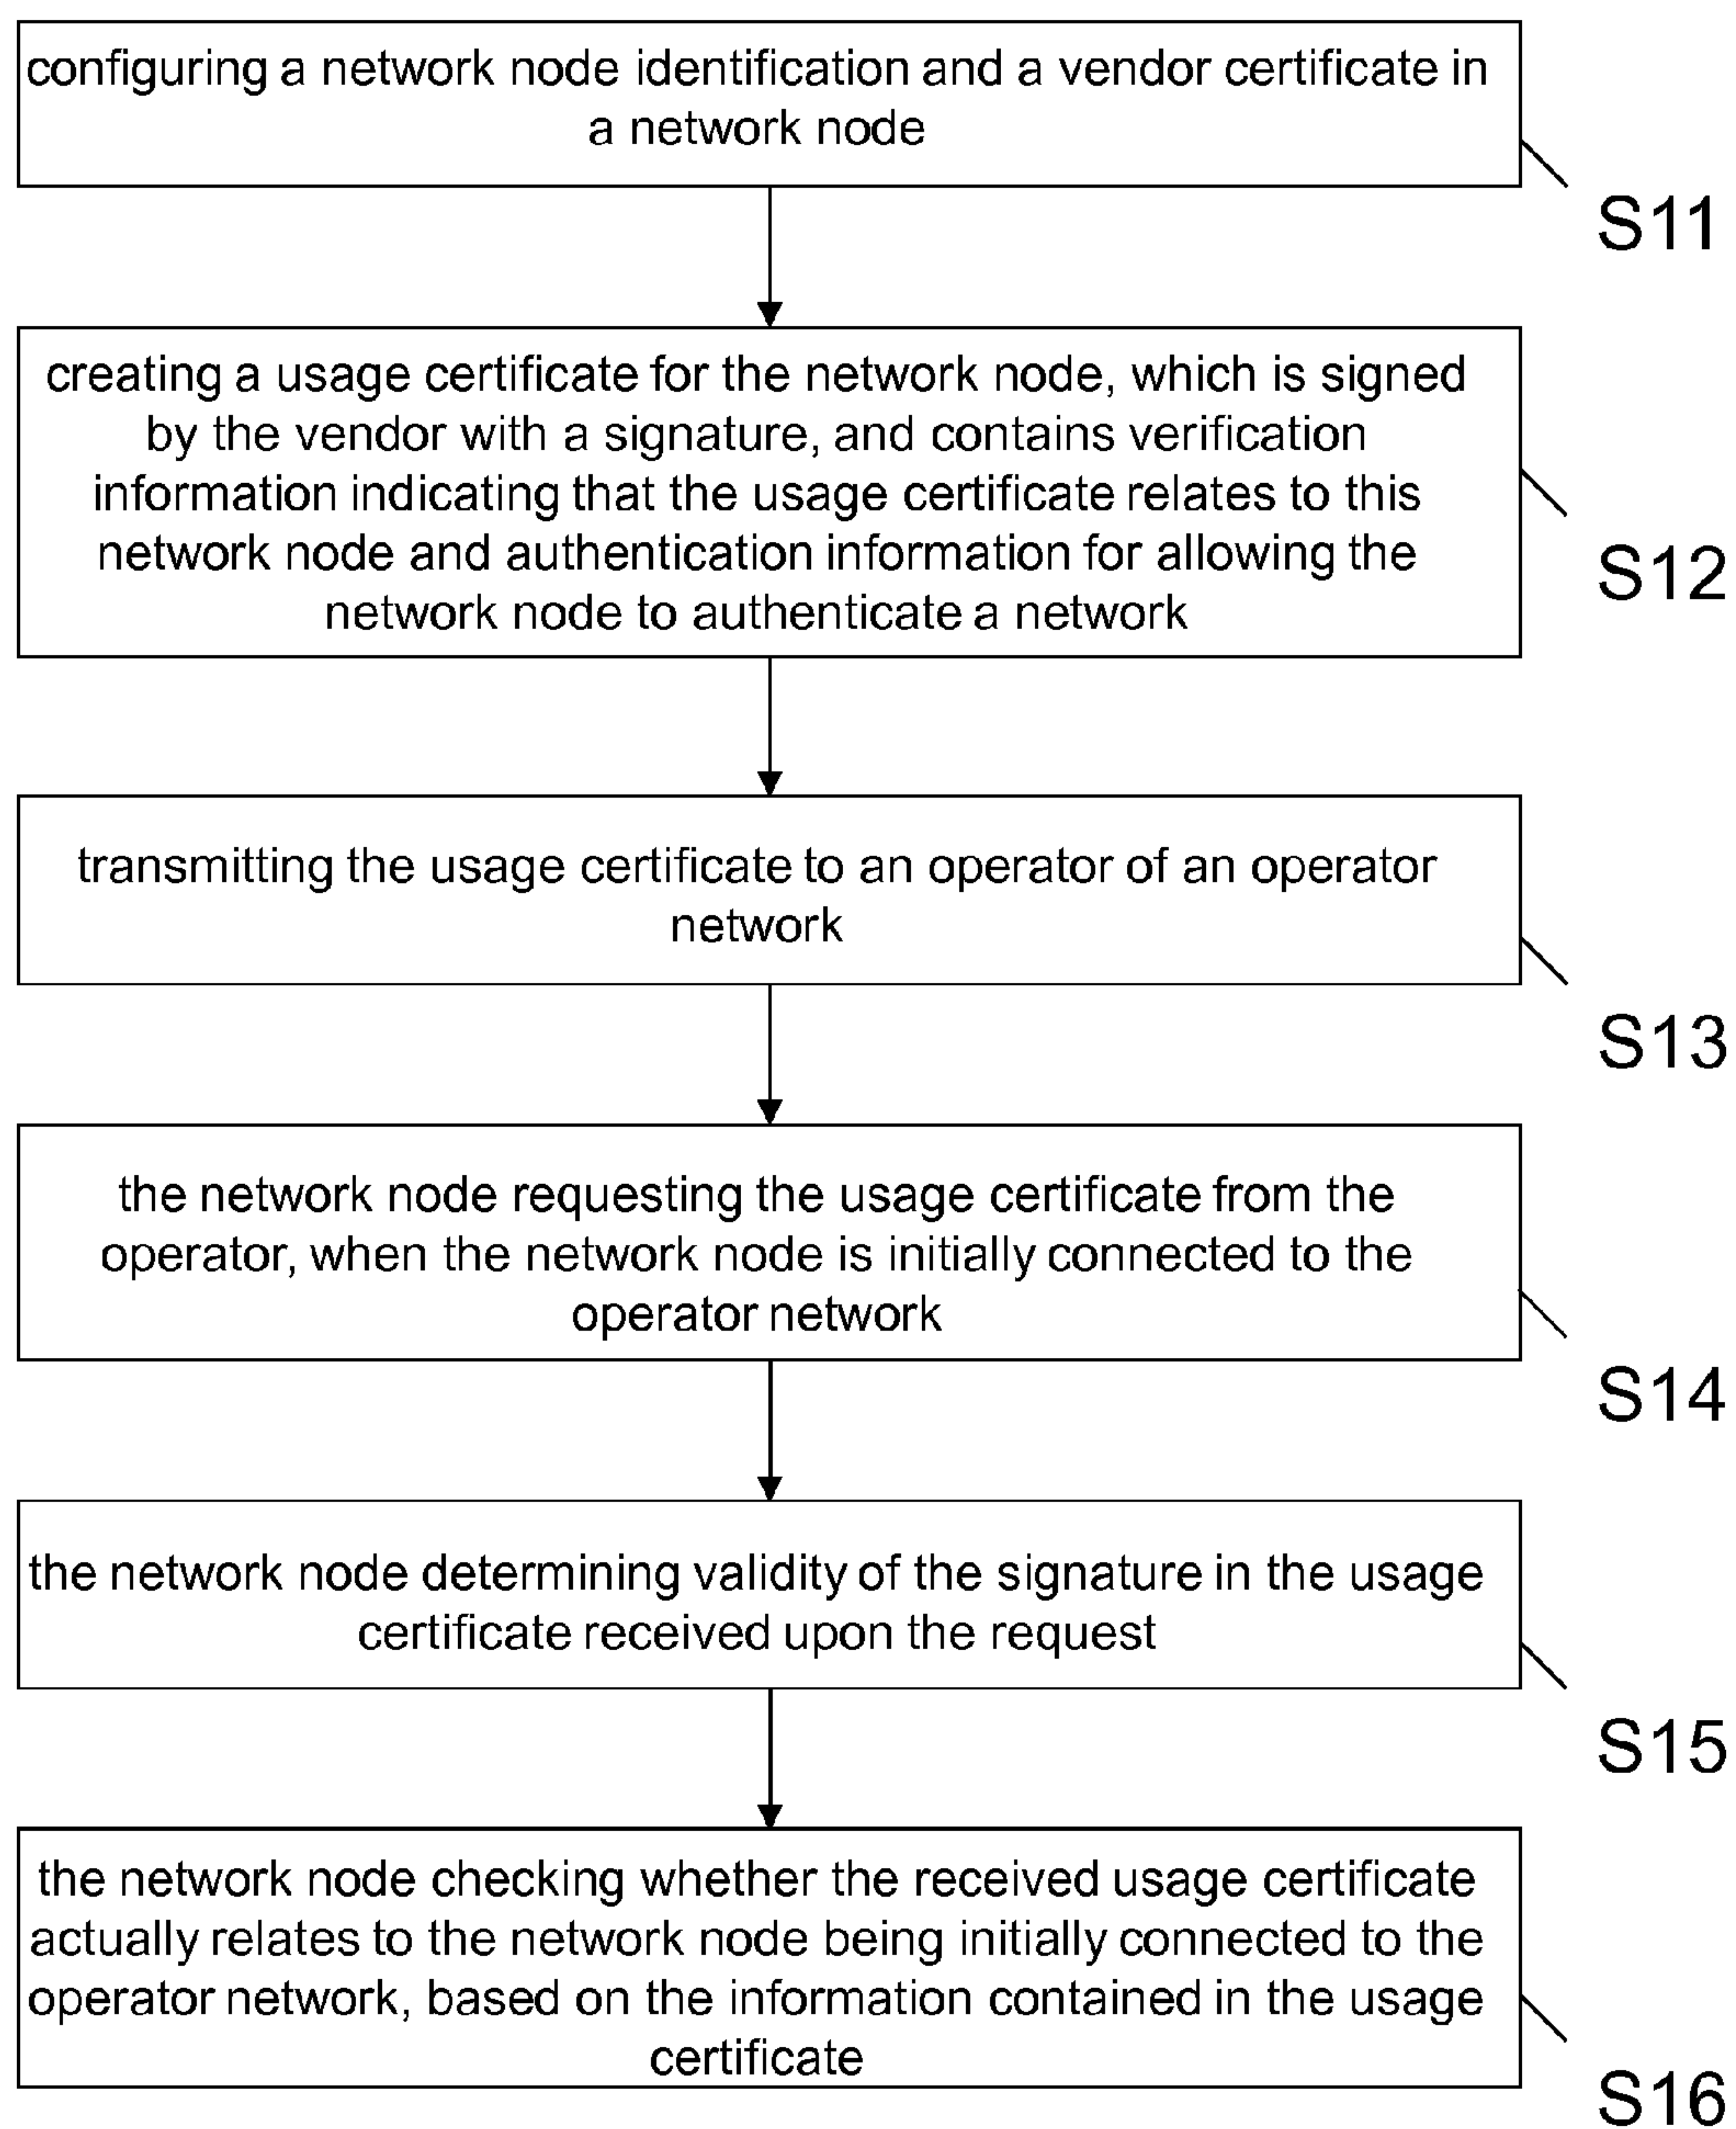 configuring a network node identification and a vendor certificate in
a network node
S11
creating a usage certificate for the network node, which is signed
by the vendor with a signature, and contains verification
information indicating that the usage certificate relates to this
network node and authentication information for allowing the
network node to authenticate a network
S12
transmitting the usage certificate to an operator of an operator
network
S13
the network node requesting the usage certificate from the
operator, when the network node is initially connected to the
operator network
S14
the network node determining validity of the signature in the usage
certificate received upon the request
S15
the network node checking whether the received usage certificate
actually relates to the network node being initially connected to the
operator network, based on the information contained in the usage
certificate
S16